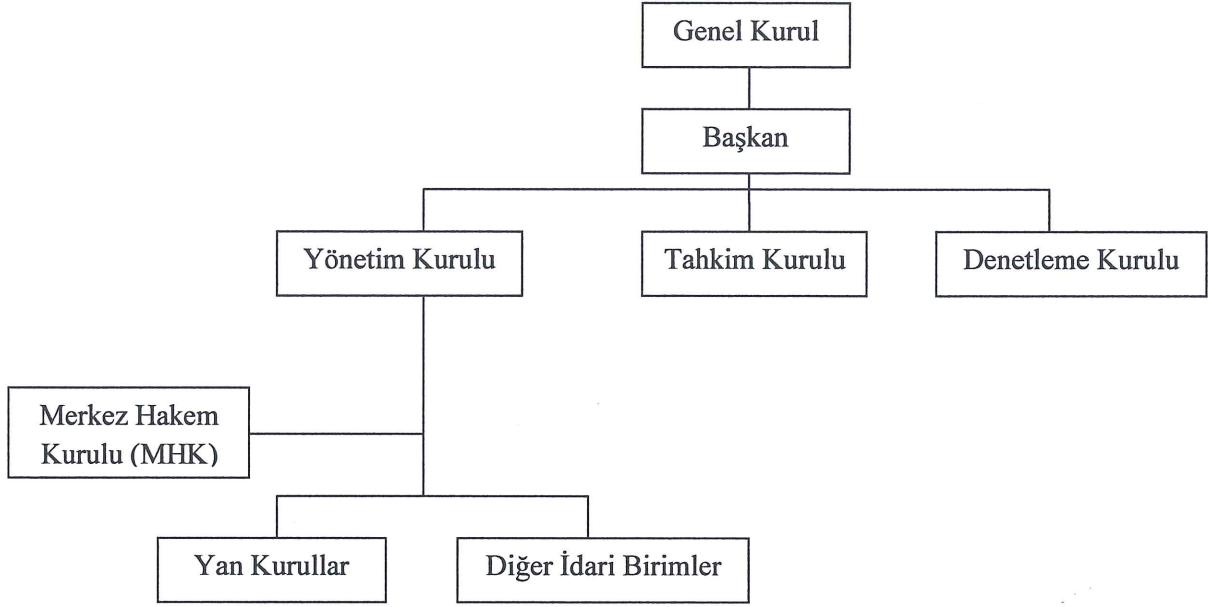 Genel Kurul
Başkan
Yönetim Kurulu
Tahkim Kurulu
Denetleme Kurulu
Merkez Hakem
Kurulu (MHK)
Yan Kurullar
Diğer İdari Birimler